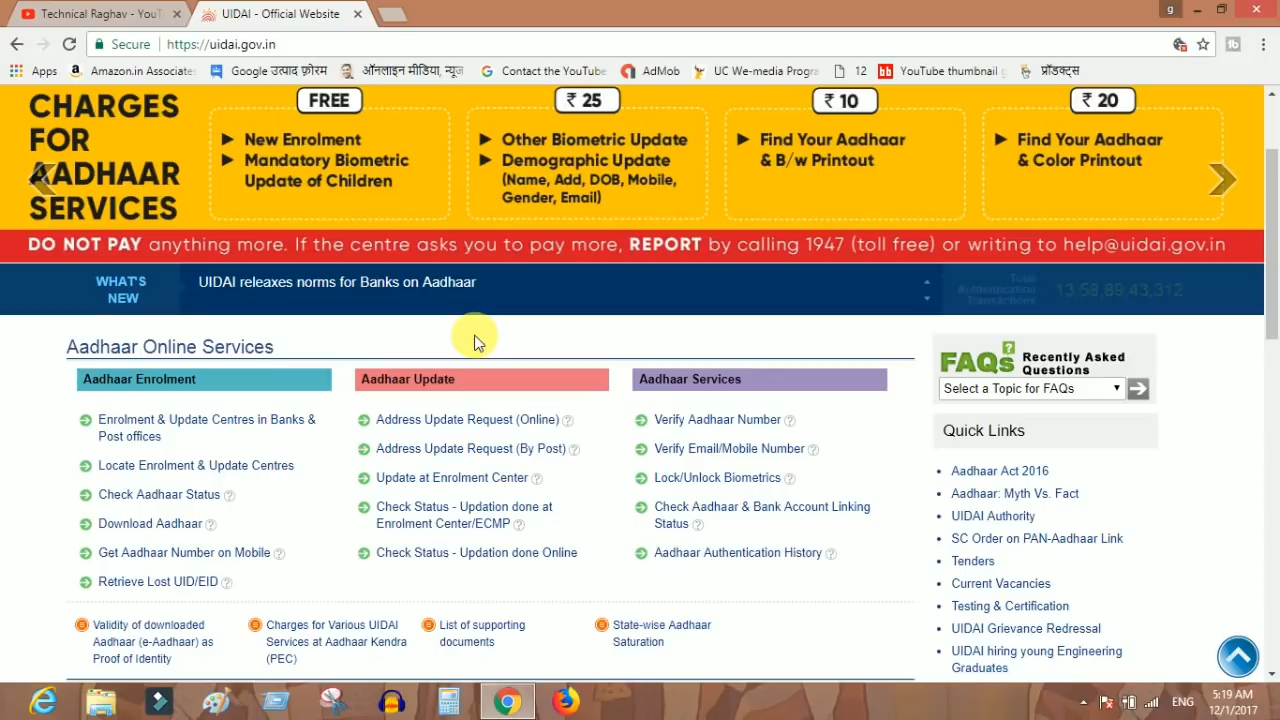 Technical Raghav - YouT
UIDAI - Official Website
g
Secure
https://uidai.gov.in
Apps
Amazon.in Associate
Google उत्पाद फ़ोरम
ऑनलाइन मीडिया, न्यूज
Contact the YouTube
AdMob
UC We-media Progra
12
YouTube thumbnail
प्रॉडक्ट्स
CHARGES
FOR
AADHAAR
SERVICES
FREE
New Enrolment
Mandatory Biometric
Update of Children
₹ 25
Other Biometric Update
Demographic Update
(Name, Add, DOB, Mobile,
Gender, Email)
₹ 10
Find Your Aadhaar
& B/w Printout
₹ 20
Find Your Aadhaar
& Color Printout
DO NOT PAY anything more. If the centre asks you to pay more, REPORT by calling 1947 (toll free) or writing to help@uidai.gov.in
WHAT'S
NEW
UIDAI releaxes norms for Banks on Aadhaar
Total
Authentication
Transactions
13,58,89,43,312
Aadhaar Online Services
Aadhaar Enrolment
Enrolment & Update Centres in Banks &
Post offices
Locate Enrolment & Update Centres
Check Aadhaar Status
Download Aadhaar
Get Aadhaar Number on Mobile
Retrieve Lost UID/EID
Aadhaar Update
Address Update Request (Online)
Address Update Request (By Post)
Update at Enrolment Center
Check Status - Updation done at
Enrolment Center/ECMP
Check Status - Updation done Online
Aadhaar Services
Verify Aadhaar Number
Verify Email/Mobile Number
Lock/Unlock Biometrics
Check Aadhaar & Bank Account Linking
Status
Aadhaar Authentication History
Validity of downloaded
Aadhaar (e-Aadhaar) as
Proof of Identity
Charges for Various UIDAI
Services at Aadhaar Kendra
(PEC)
List of supporting
documents
State-wise Aadhaar
Saturation
FAQs
Recently Asked
Questions
Select a Topic for FAQs
Quick Links
Aadhaar Act 2016
Aadhaar: Myth Vs. Fact
UIDAI Authority
SC Order on PAN-Aadhaar Link
Tenders
Current Vacancies
Testing & Certification
UIDAI Grievance Redressal
UIDAI hiring young Engineering
Graduates
ENG
5:19 AM
12/1/2017